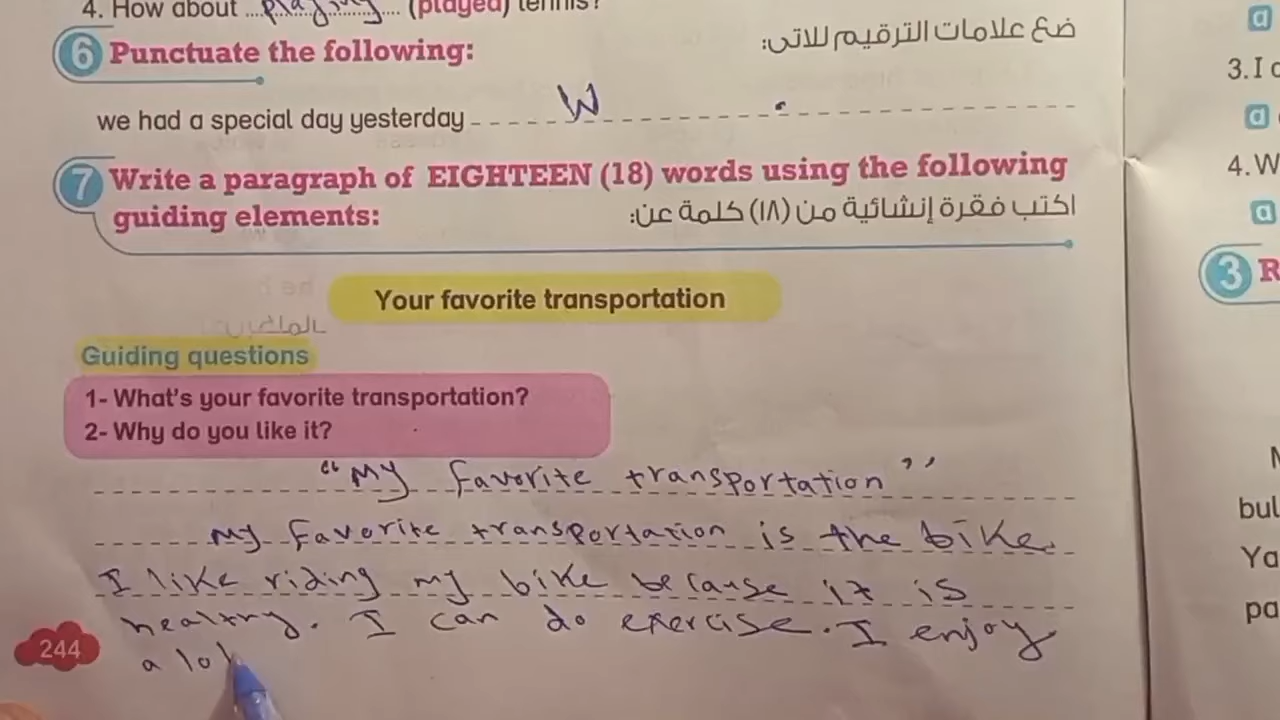 4. How about playing (played) tennis?
6 Punctuate the following:
ضع علامات الترقيم للاتى:
we had a special day yesterday W .
7 Write a paragraph of EIGHTEEN (18) words using the following
guiding elements:
اكتب فقرة إنشائية من (١٨) كلمة عن:
Your favorite transportation
Guiding questions
1- What's your favorite transportation?
2- Why do you like it?
"My favorite transportation"
my favorite transportation is the bike.
I like riding my bike because it is
healthy. I can do exercise. I enjoy
a lot
244
a
3. I
a
4. W
a
3 R
bul
Ya
pa